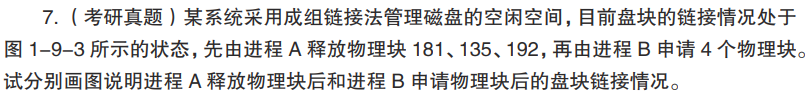 7.（考研真题）某系统采用成组链接法管理磁盘的空闲空间，目前盘块的链接情况处于
图 1-9-3 所示的状态，先由进程 A 释放物理块 181、135、192，再由进程 B 申请 4 个物理块。
试分别画图说明进程 A 释放物理块后和进程 B 申请物理块后的盘块链接情况。